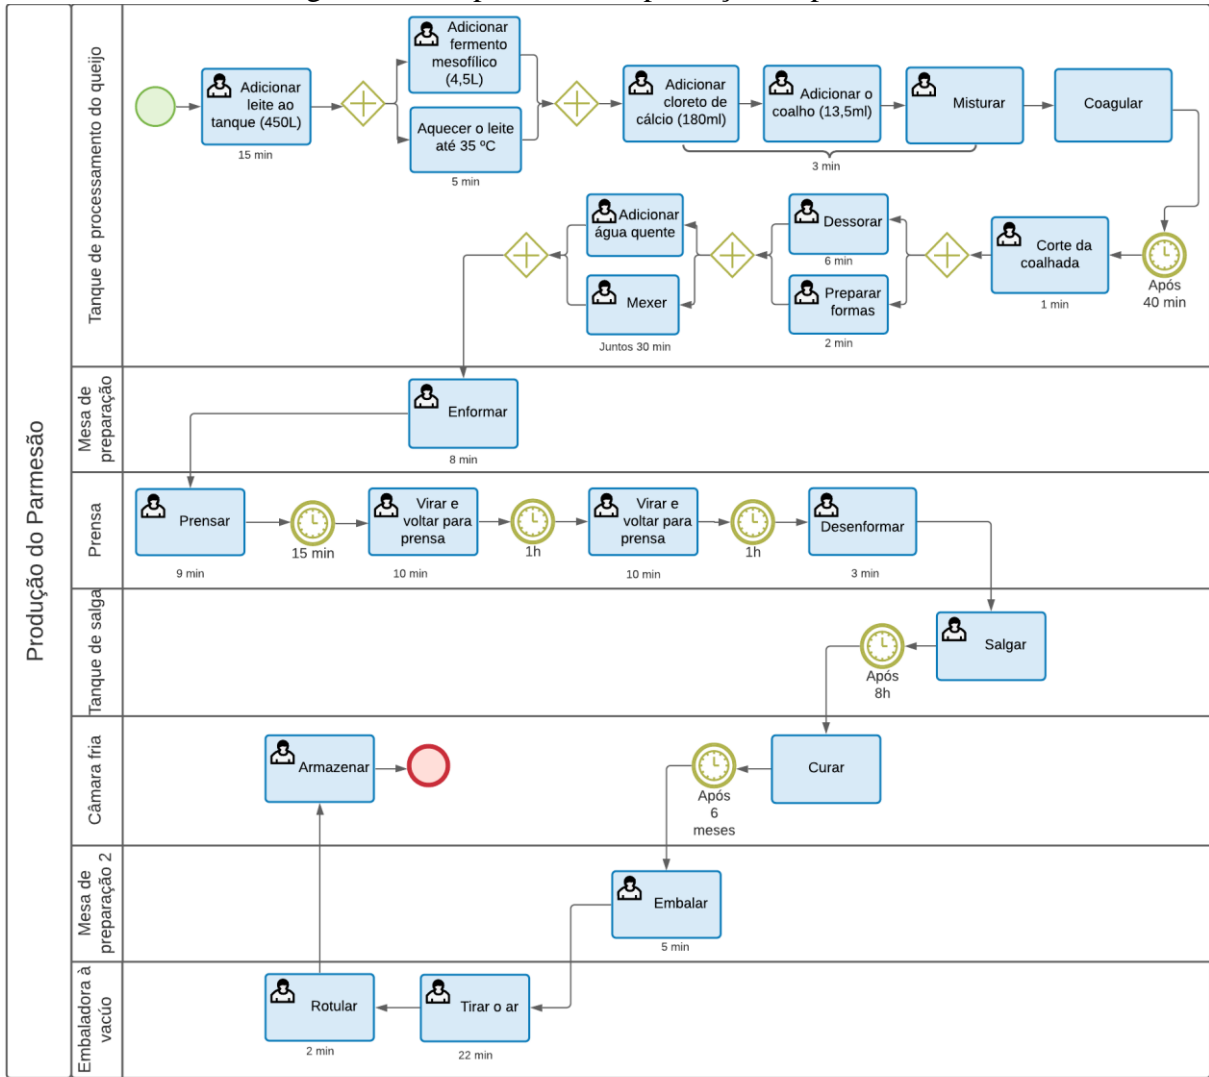 Produção do Parmesão
Tanque de processamento do queijo
Adicionar
leite ao
tanque (450L)
15 min
Adicionar
fermento
mesofílico
(4,5L)
Aquecer o leite
até 35 ºC
5 min
Adicionar
cloreto de
cálcio (180ml)
Adicionar o
coalho (13,5ml)
Misturar
3 min
Coagular
Após
40 min
Corte da
coalhada
1 min
Dessorar
6 min
Preparar
formas
2 min
Adicionar
água quente
Mexer
Juntos 30 min
Mesa de
preparação
Enformar
8 min
Prensa
Prensar
9 min
15 min
Virar e
voltar para
prensa
10 min
1h
Virar e
voltar para
prensa
10 min
1h
Desenformar
3 min
Tanque de salga
Salgar
Após
8h
Câmara fria
Curar
Após
6
meses
Armazenar
Mesa de
preparação 2
Embalar
5 min
Embaladora à
vacúo
Tirar o ar
22 min
Rotular
2 min